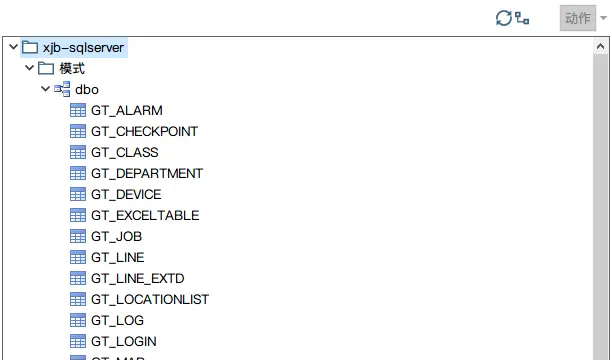 动作
xjb-sqlserver
模式
dbo
GT_ALARM
GT_CHECKPOINT
GT_CLASS
GT_DEPARTMENT
GT_DEVICE
GT_EXCELTABLE
GT_JOB
GT_LINE
GT_LINE_EXTD
GT_LOCATIONLIST
GT_LOG
GT_LOGIN
GT_MAP